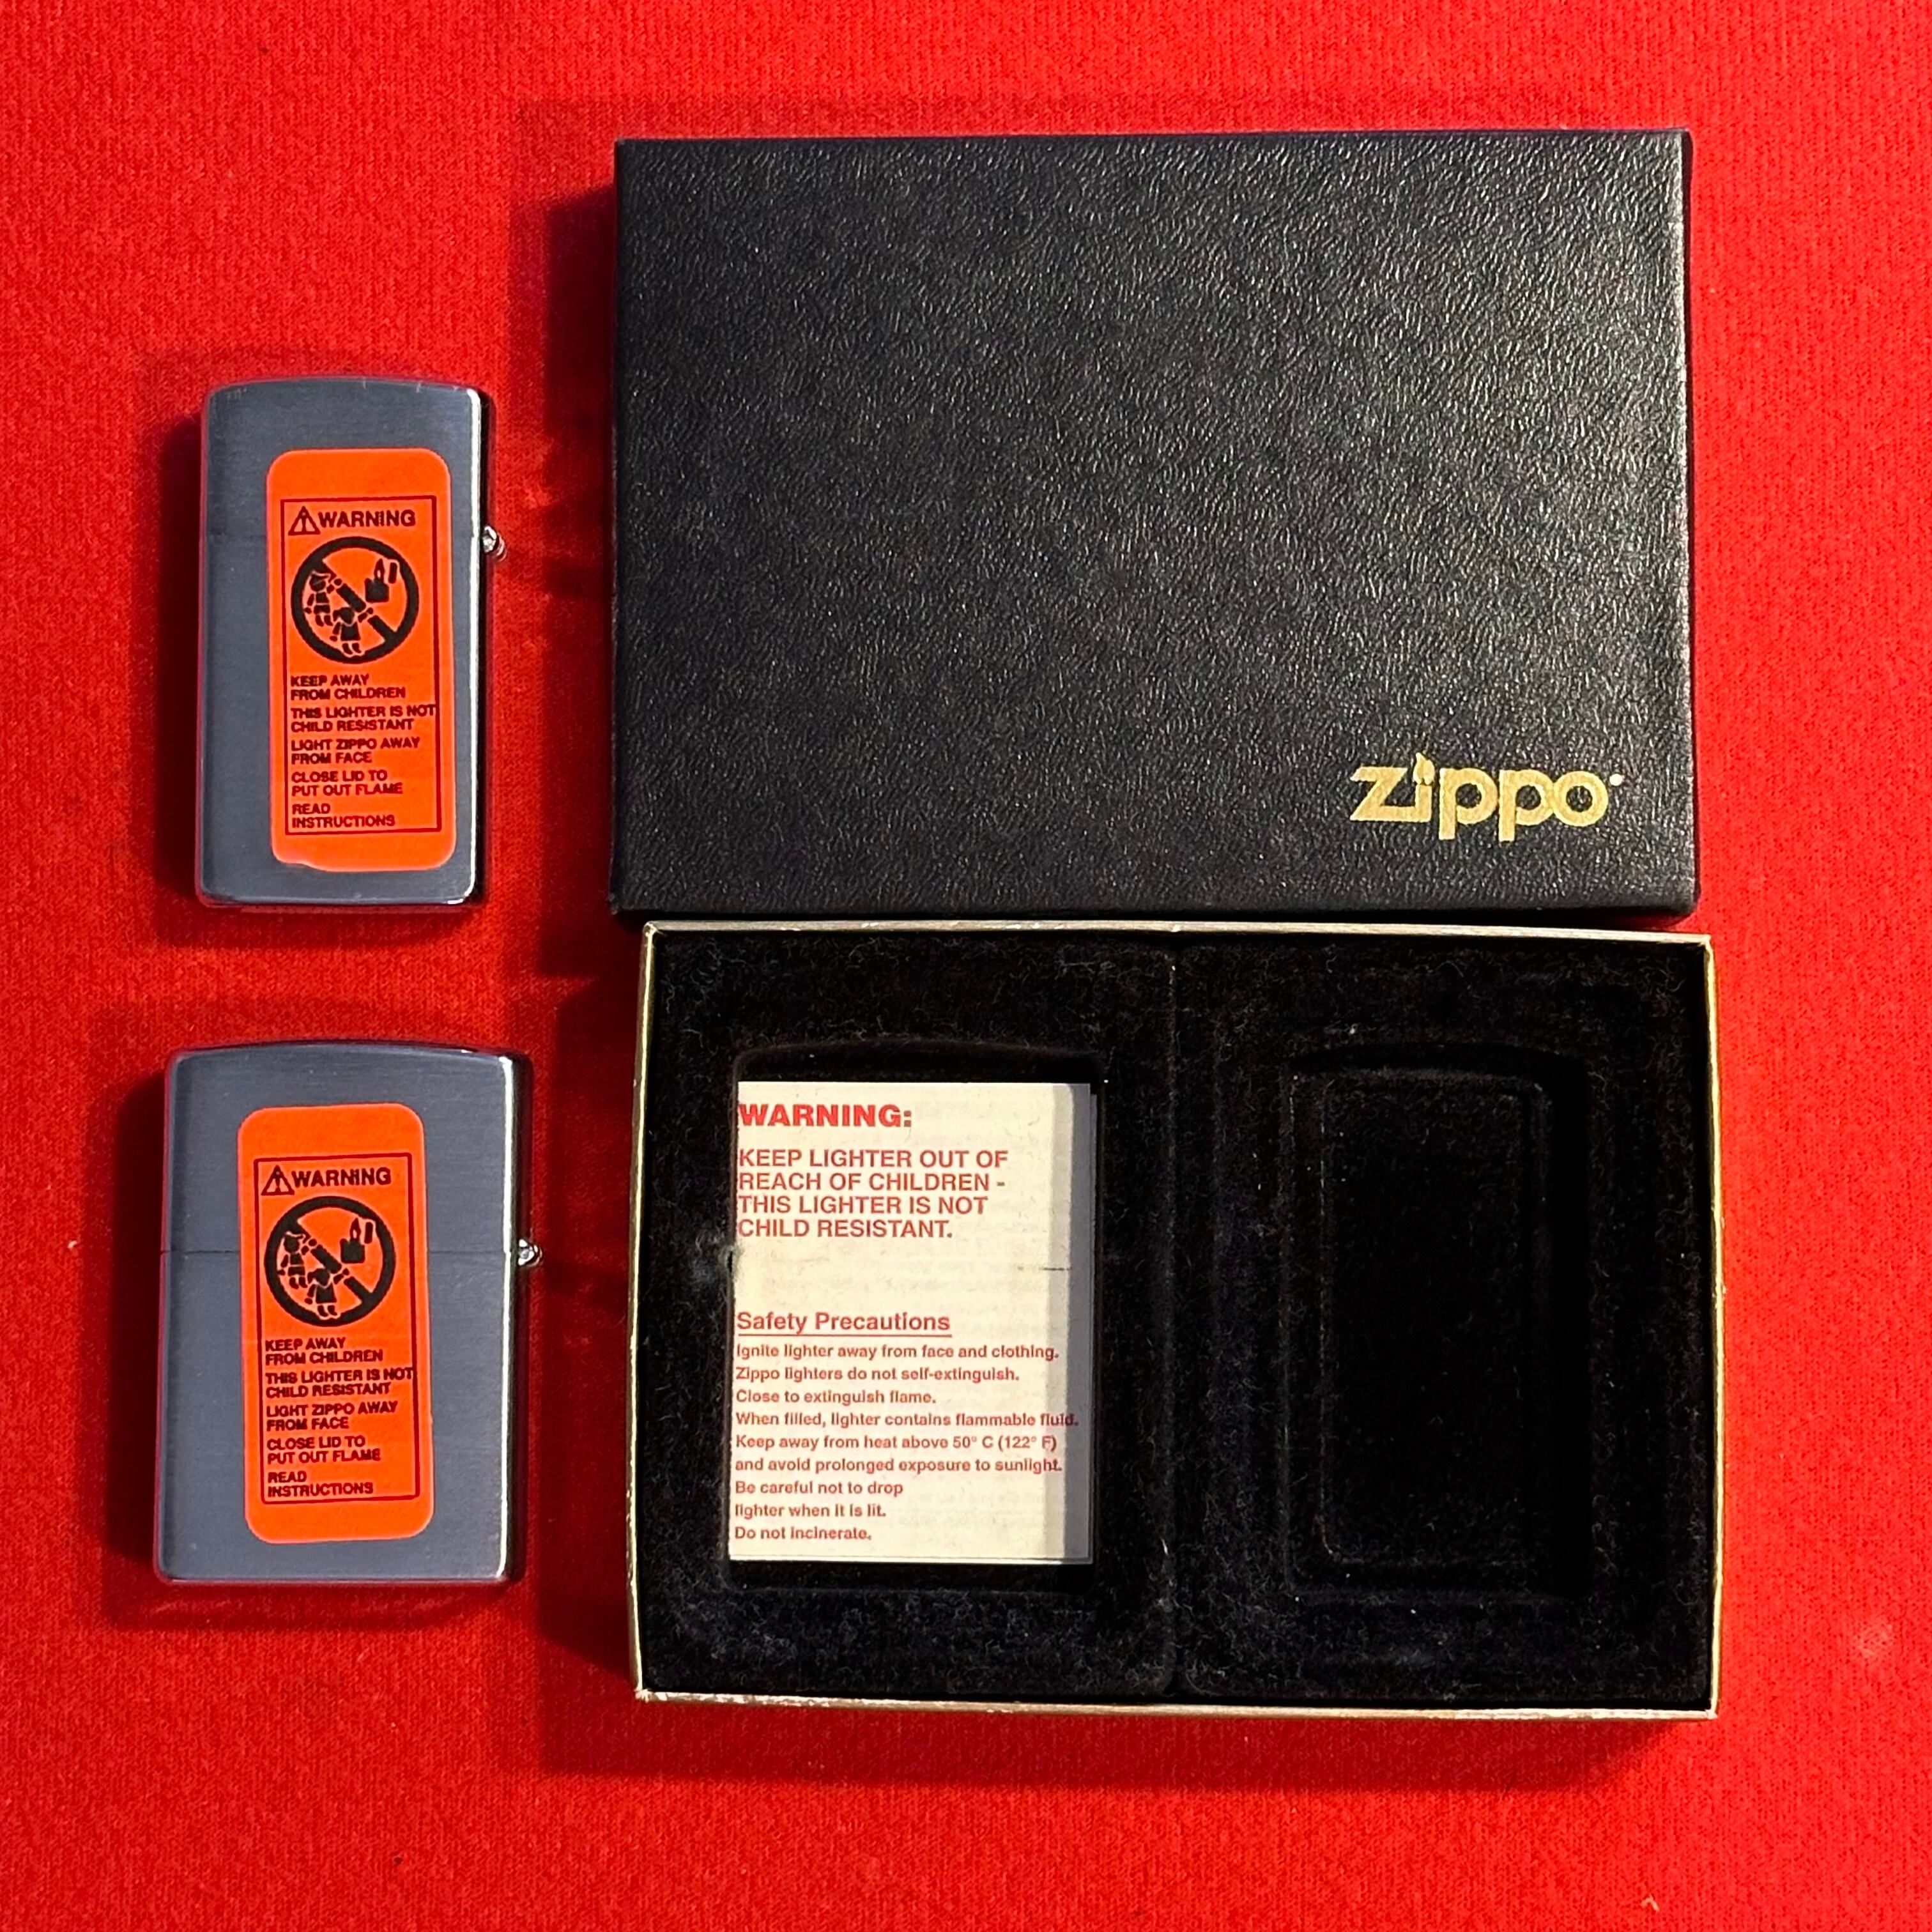 WARNING
KEEP AWAY
FROM CHILDREN
THIS LIGHTER IS NOT
CHILD RESISTANT
LIGHT ZIPPO AWAY
FROM FACE
CLOSE LID TO
PUT OUT FLAME
READ
INSTRUCTIONS
zippo
WARNING
KEEP AWAY
FROM CHILDREN
THIS LIGHTER IS NOT
CHILD RESISTANT
LIGHT ZIPPO AWAY
FROM FACE
CLOSE LID TO
PUT OUT FLAME
READ
INSTRUCTIONS
WARNING:
KEEP LIGHTER OUT OF
REACH OF CHILDREN -
THIS LIGHTER IS NOT
CHILD RESISTANT.
Safety Precautions
Ignite lighter away from face and clothing.
Zippo lighters do not self-extinguish.
Close to extinguish flame.
When filled, lighter contains flammable fluid.
Keep away from heat above 50° C (122° F)
and avoid prolonged exposure to sunlight.
Be careful not to drop
lighter when it is lit.
Do not incinerate.